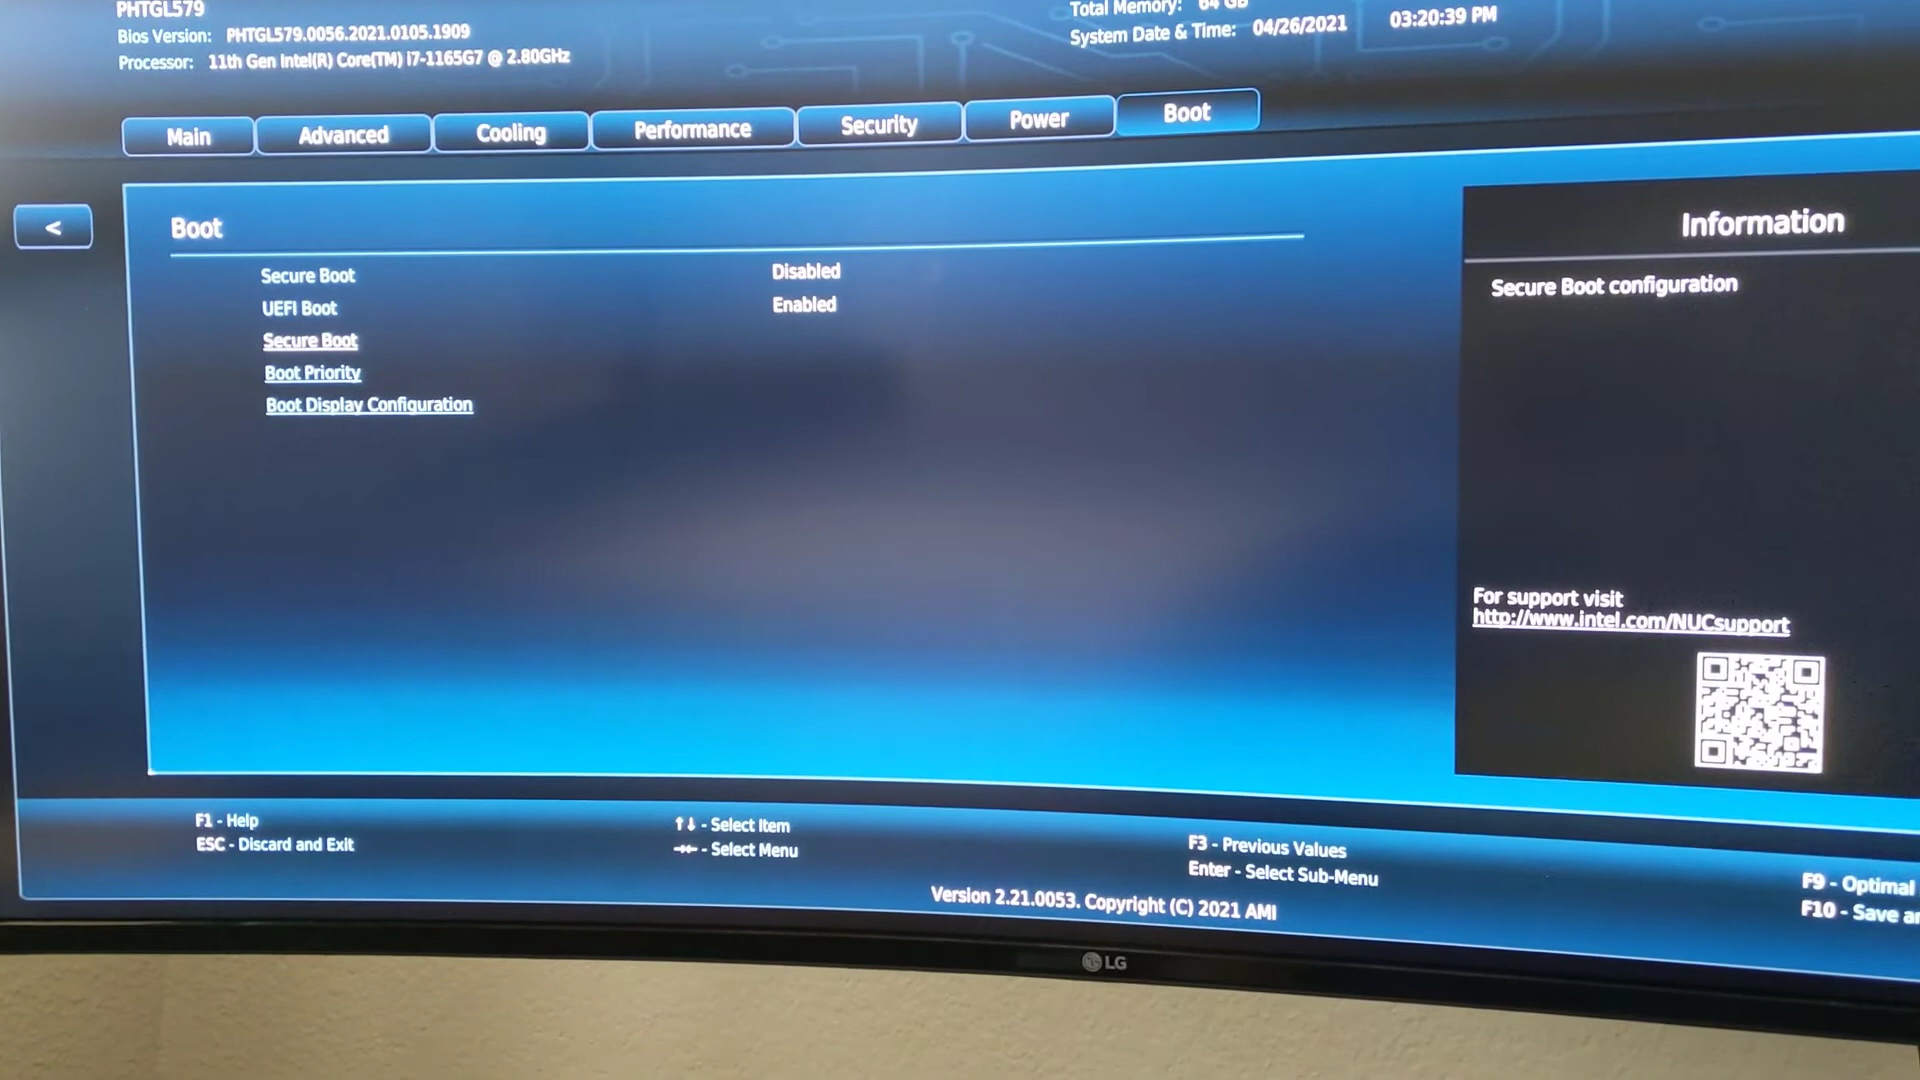 PHTGL579
Bios Version: PHTGL579.0056.2021.0105.1909
Processor: 11th Gen Intel(R) Core(TM) i7-1165G7 @ 2.80GHz
Total Memory: 64 GB
System Date & Time: 04/26/2021 03:20:39 PM
Main Advanced Cooling Performance Security Power Boot
<
Boot
Secure Boot Disabled
UEFI Boot Enabled
Secure Boot
Boot Priority
Boot Display Configuration
Information
Secure Boot configuration
For support visit
http://www.intel.com/NUCsupport
F1 - Help
ESC - Discard and Exit
↑↓ - Select Item
→← - Select Menu
F3 - Previous Values
Enter - Select Sub-Menu
F9 - Optimal
F10 - Save
Version 2.21.0053. Copyright (C) 2021 AMI
LG